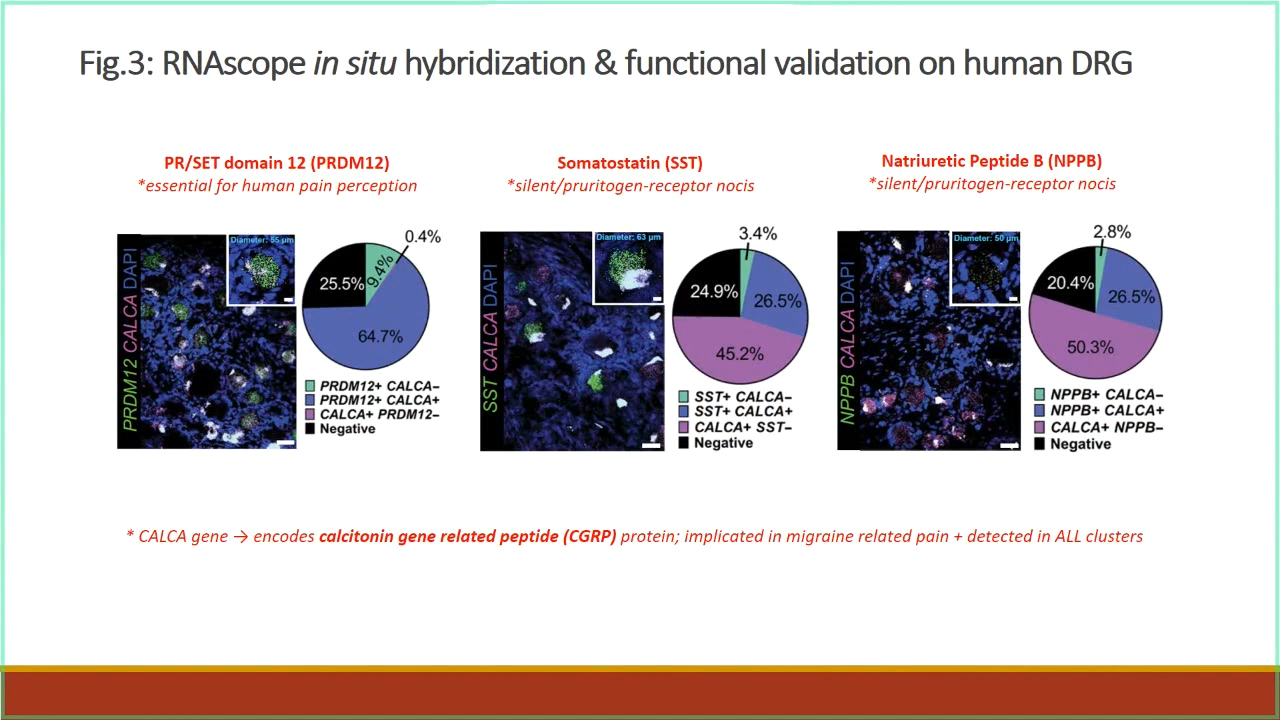 Fig.3: RNAscope in situ hybridization & functional validation on human DRG
PR/SET domain 12 (PRDM12)
*essential for human pain perception
Somatostatin (SST)
*silent/pruritogen-receptor nocis
Natriuretic Peptide B (NPPB)
*silent/pruritogen-receptor nocis
PRDM12 CALCA DAPI
Diameter: 55 µm
0.4%
9.4%
25.5%
64.7%
PRDM12+ CALCA–
PRDM12+ CALCA+
CALCA+ PRDM12–
Negative
SST CALCA DAPI
Diameter: 63 µm
3.4%
24.9%
26.5%
45.2%
SST+ CALCA–
SST+ CALCA+
CALCA+ SST–
Negative
NPPB CALCA DAPI
Diameter: 50 µm
2.8%
20.4%
26.5%
50.3%
NPPB+ CALCA–
NPPB+ CALCA+
CALCA+ NPPB–
Negative
* CALCA gene → encodes calcitonin gene related peptide (CGRP) protein; implicated in migraine related pain + detected in ALL clusters